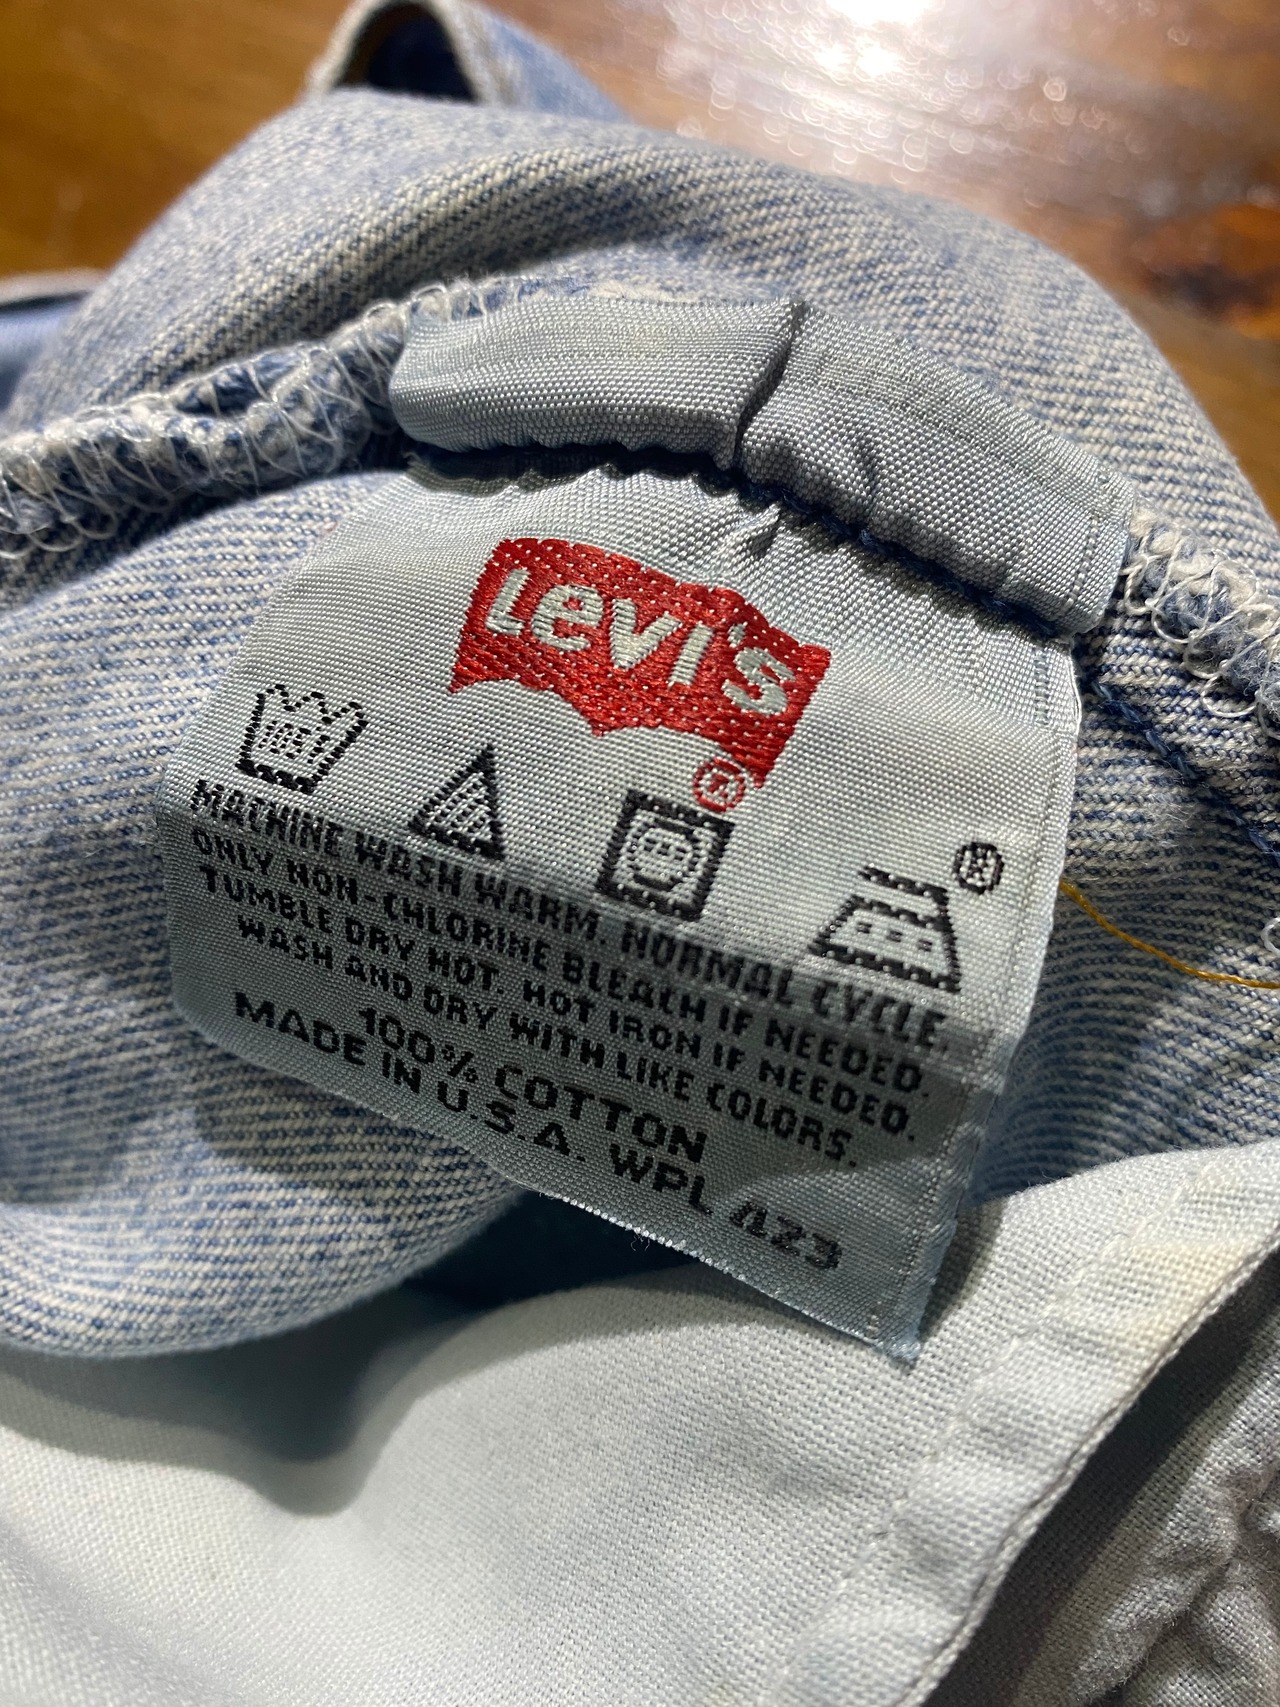 Levi's®
105°F
MACHINE WASH WARM. NORMAL CYCLE.
ONLY NON-CHLORINE BLEACH IF NEEDED.
TUMBLE DRY HOT. HOT IRON IF NEEDED.
WASH AND DRY WITH LIKE COLORS.
100% COTTON
MADE IN U.S.A. WPL 423